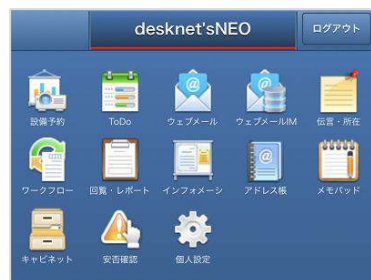 desknet'sNEO
ログアウト
設備予約
ToDo
ウェブメール
ウェブメールIM
伝言・所在
ワークフロー
回覧・レポート
インフォメーシ
アドレス帳
メモパッド
キャビネット
安否確認
個人設定